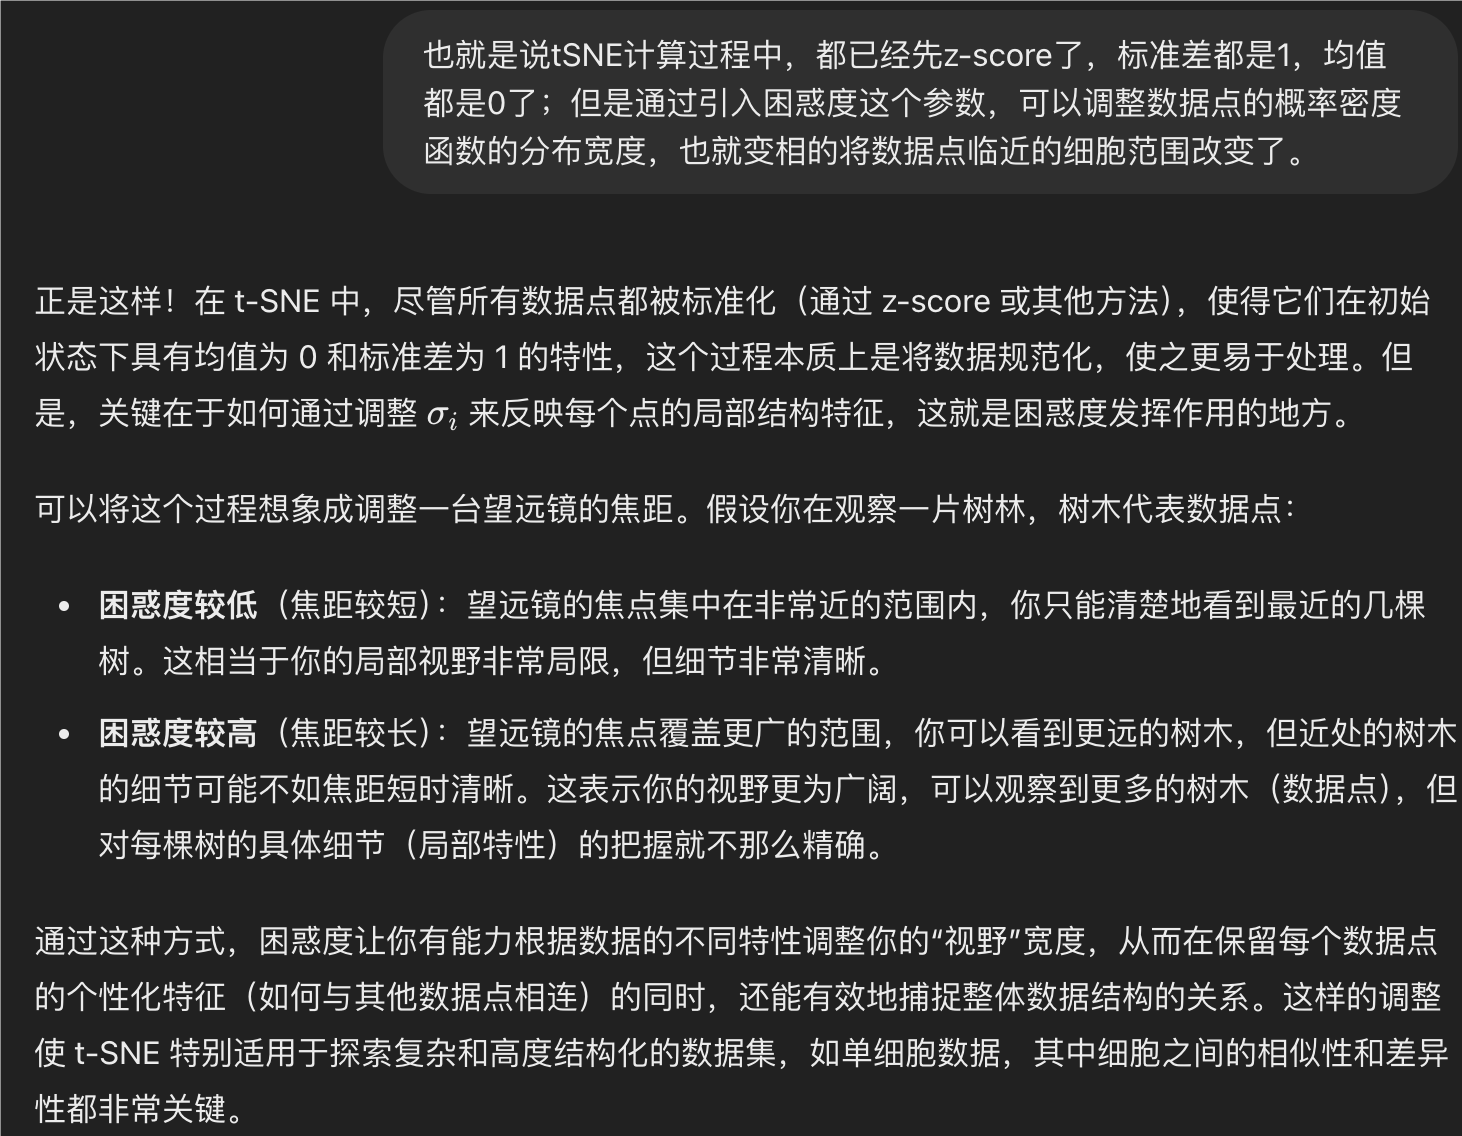 也就是说tSNE计算过程中，都已经先z-score了，标准差都是1，均值
都是0了；但是通过引入困惑度这个参数，可以调整数据点的概率密度
函数的分布宽度，也就变相的将数据点临近的细胞范围改变了。
正是这样！在 t-SNE 中，尽管所有数据点都被标准化（通过 z-score 或其他方法），使得它们在初始
状态下具有均值为 0 和标准差为 1 的特性，这个过程本质上是将数据规范化，使之更易于处理。但
是，关键在于如何通过调整 σᵢ 来反映每个点的局部结构特征，这就是困惑度发挥作用的地方。
可以将这个过程想象成调整一台望远镜的焦距。假设你在观察一片树林，树木代表数据点：
• 困惑度较低（焦距较短）：望远镜的焦点集中在非常近的范围内，你只能清楚地看到最近的几棵
树。这相当于你的局部视野非常局限，但细节非常清晰。
• 困惑度较高（焦距较长）：望远镜的焦点覆盖更广的范围，你可以看到更远的树木，但近处的树木
的细节可能不如焦距短时清晰。这表示你的视野更为广阔，可以观察到更多的树木（数据点），但
对每棵树的具体细节（局部特性）的把握就不那么精确。
通过这种方式，困惑度让你有能力根据数据的不同特性调整你的“视野”宽度，从而在保留每个数据点
的个性化特征（如何与其他数据点相连）的同时，还能有效地捕捉整体数据结构的关系。这样的调整
使 t-SNE 特别适用于探索复杂和高度结构化的数据集，如单细胞数据，其中细胞之间的相似性和差异
性都非常关键。